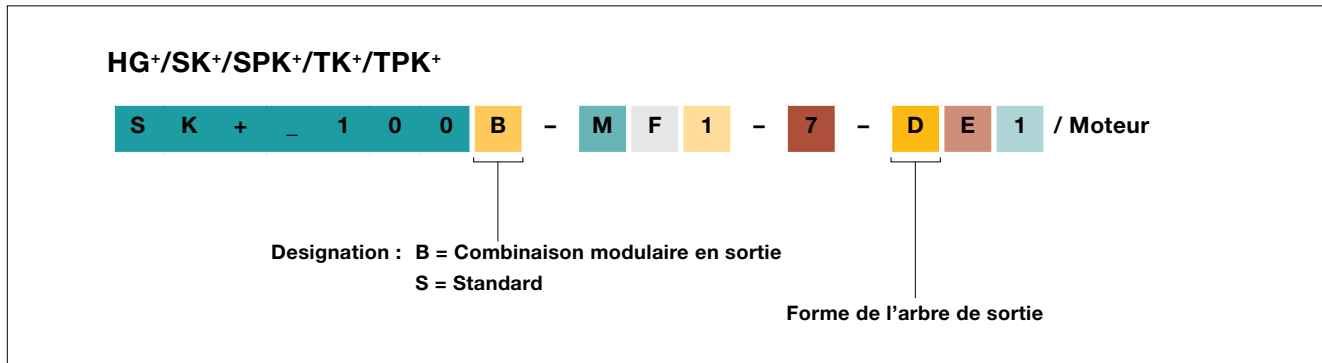 HG⁺/SK⁺/SPK⁺/TK⁺/TPK⁺
S K + _ 1 0 0 B – M F 1 – 7 – D E 1 / Moteur
Designation : B = Combinaison modulaire en sortie
S = Standard
Forme de l'arbre de sortie